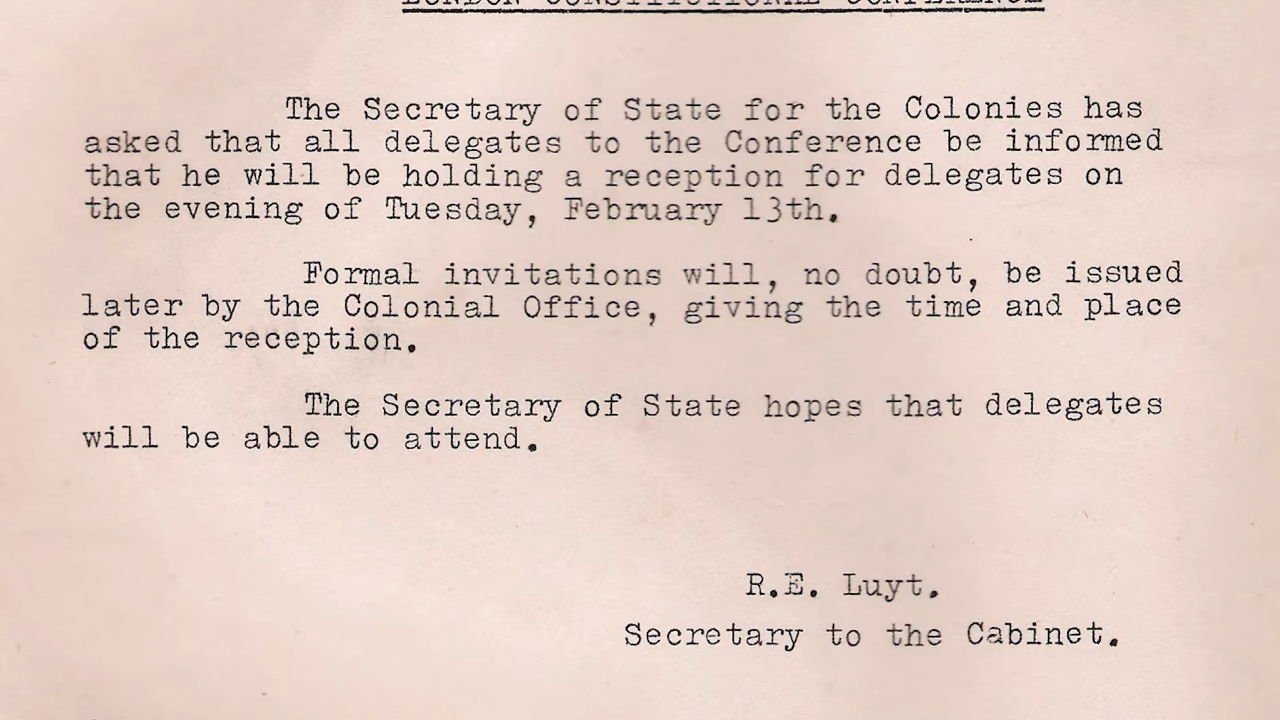 LONDON CONSTITUTIONAL CONFERENCE
The Secretary of State for the Colonies has
asked that all delegates to the Conference be informed
that he will be holding a reception for delegates on
the evening of Tuesday, February 13th.
Formal invitations will, no doubt, be issued
later by the Colonial Office, giving the time and place
of the reception.
The Secretary of State hopes that delegates
will be able to attend.
R.E. Luyt.
Secretary to the Cabinet.